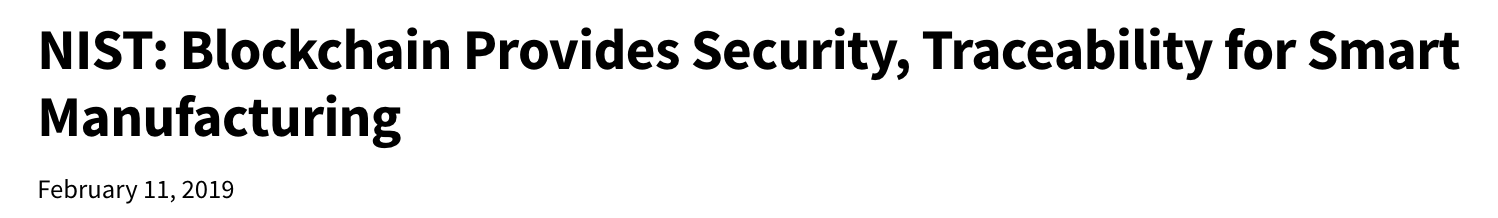 NIST: Blockchain Provides Security, Traceability for Smart
Manufacturing
February 11, 2019